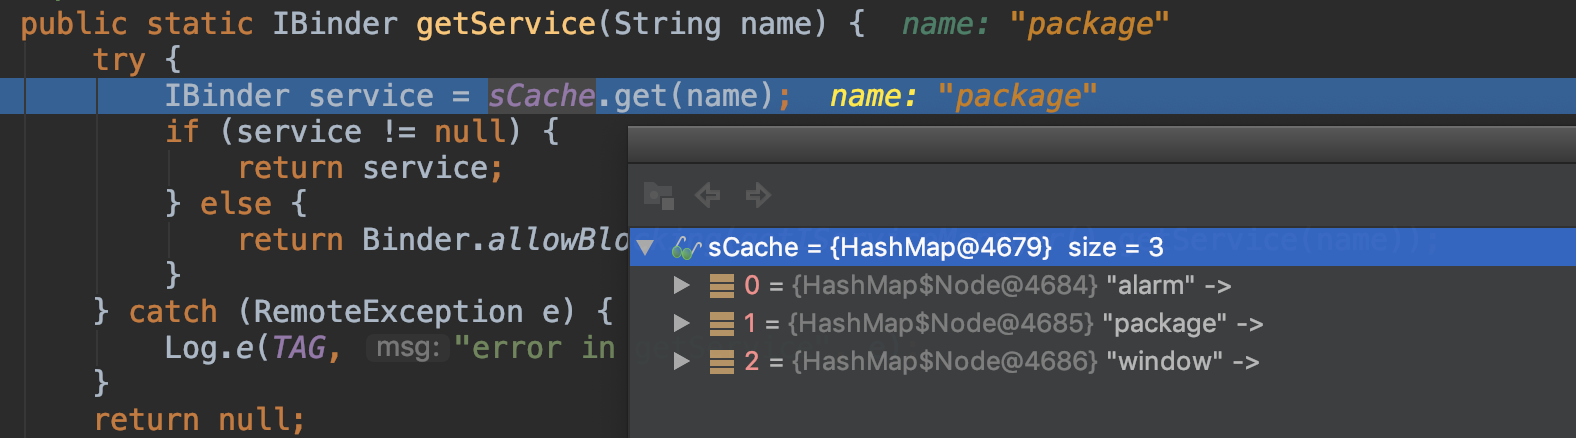 public static IBinder getService(String name) { name: "package"
try {
IBinder service = sCache.get(name); name: "package"
if (service != null) {
return service;
} else {
return Binder.allowBlo
sCache = {HashMap@4679} size = 3
0 = {HashMap$Node@4684} "alarm" ->
}
1 = {HashMap$Node@4685} "package" ->
} catch (RemoteException e) {
Log.e(TAG, msg: "error in
2 = {HashMap$Node@4686} "window" ->
}
return null;